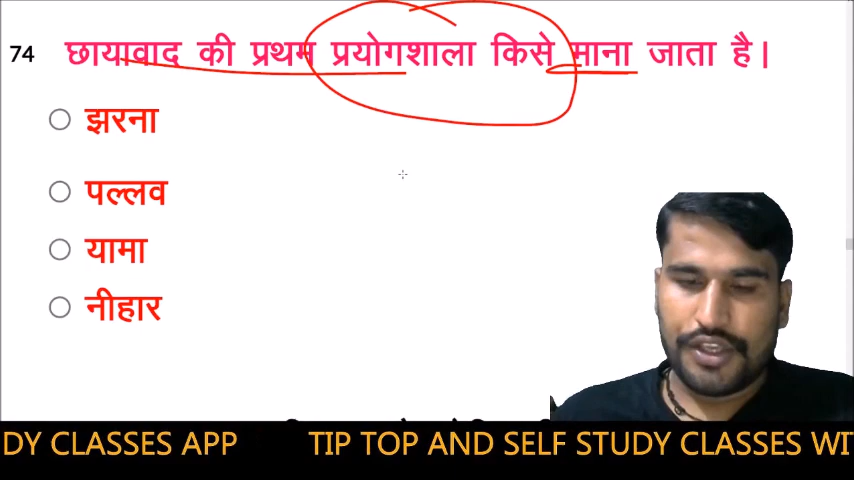 74 छायावाद की प्रथम प्रयोगशाला किसे माना जाता है।
झरना
पल्लव
यामा
नीहार
DY CLASSES APP TIP TOP AND SELF STUDY CLASSES WI